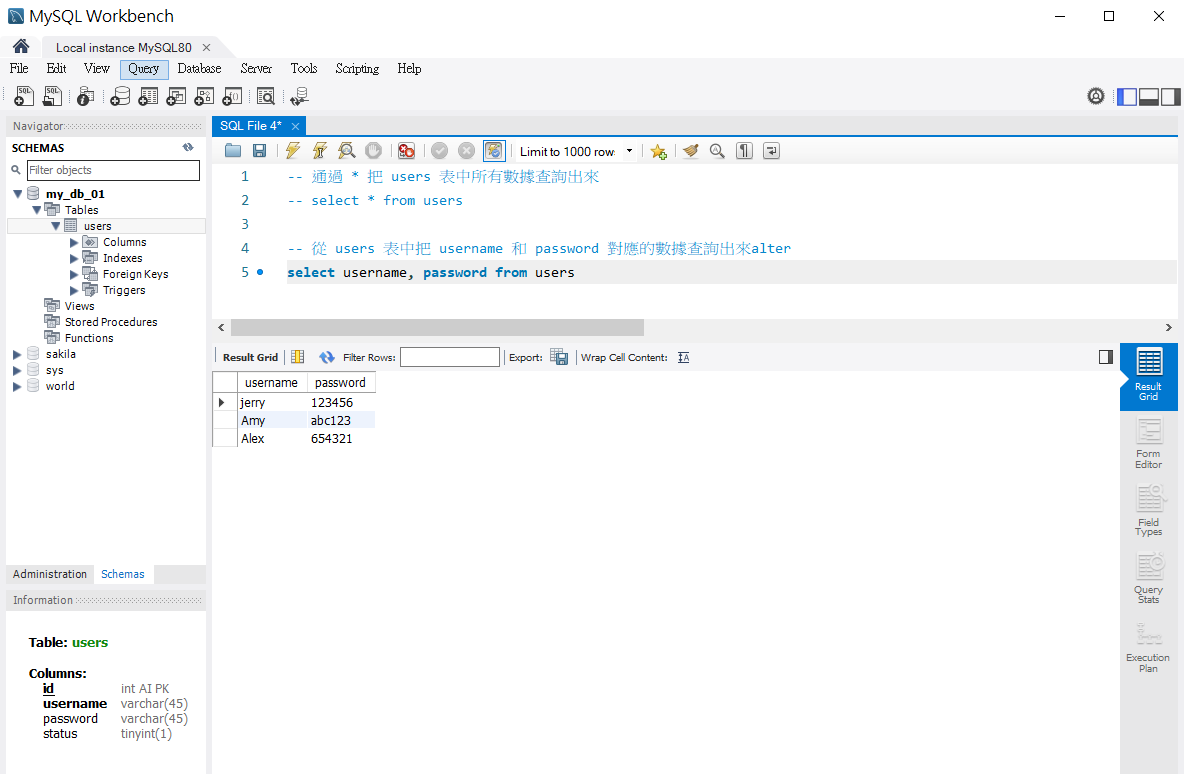 MySQL Workbench
Local instance MySQL80
File Edit View Query Database Server Tools Scripting Help
Navigator
SCHEMAS
Filter objects
my_db_01
Tables
users
Columns
Indexes
Foreign Keys
Triggers
Views
Stored Procedures
Functions
sakila
sys
world
Administration Schemas
Information
Table: users
Columns:
id int AI PK
username varchar(45)
password varchar(45)
status tinyint(1)
SQL File 4*
Limit to 1000 row
1 -- 通過 * 把 users 表中所有數據查詢出來
2 -- select * from users
3
4 -- 從 users 表中把 username 和 password 對應的數據查詢出來alter
5 select username, password from users
Result Grid Filter Rows: Export: Wrap Cell Content:
username password
jerry 123456
Amy abc123
Alex 654321
Result
Grid
Form
Editor
Field
Types
Query
Stats
Execution
Plan